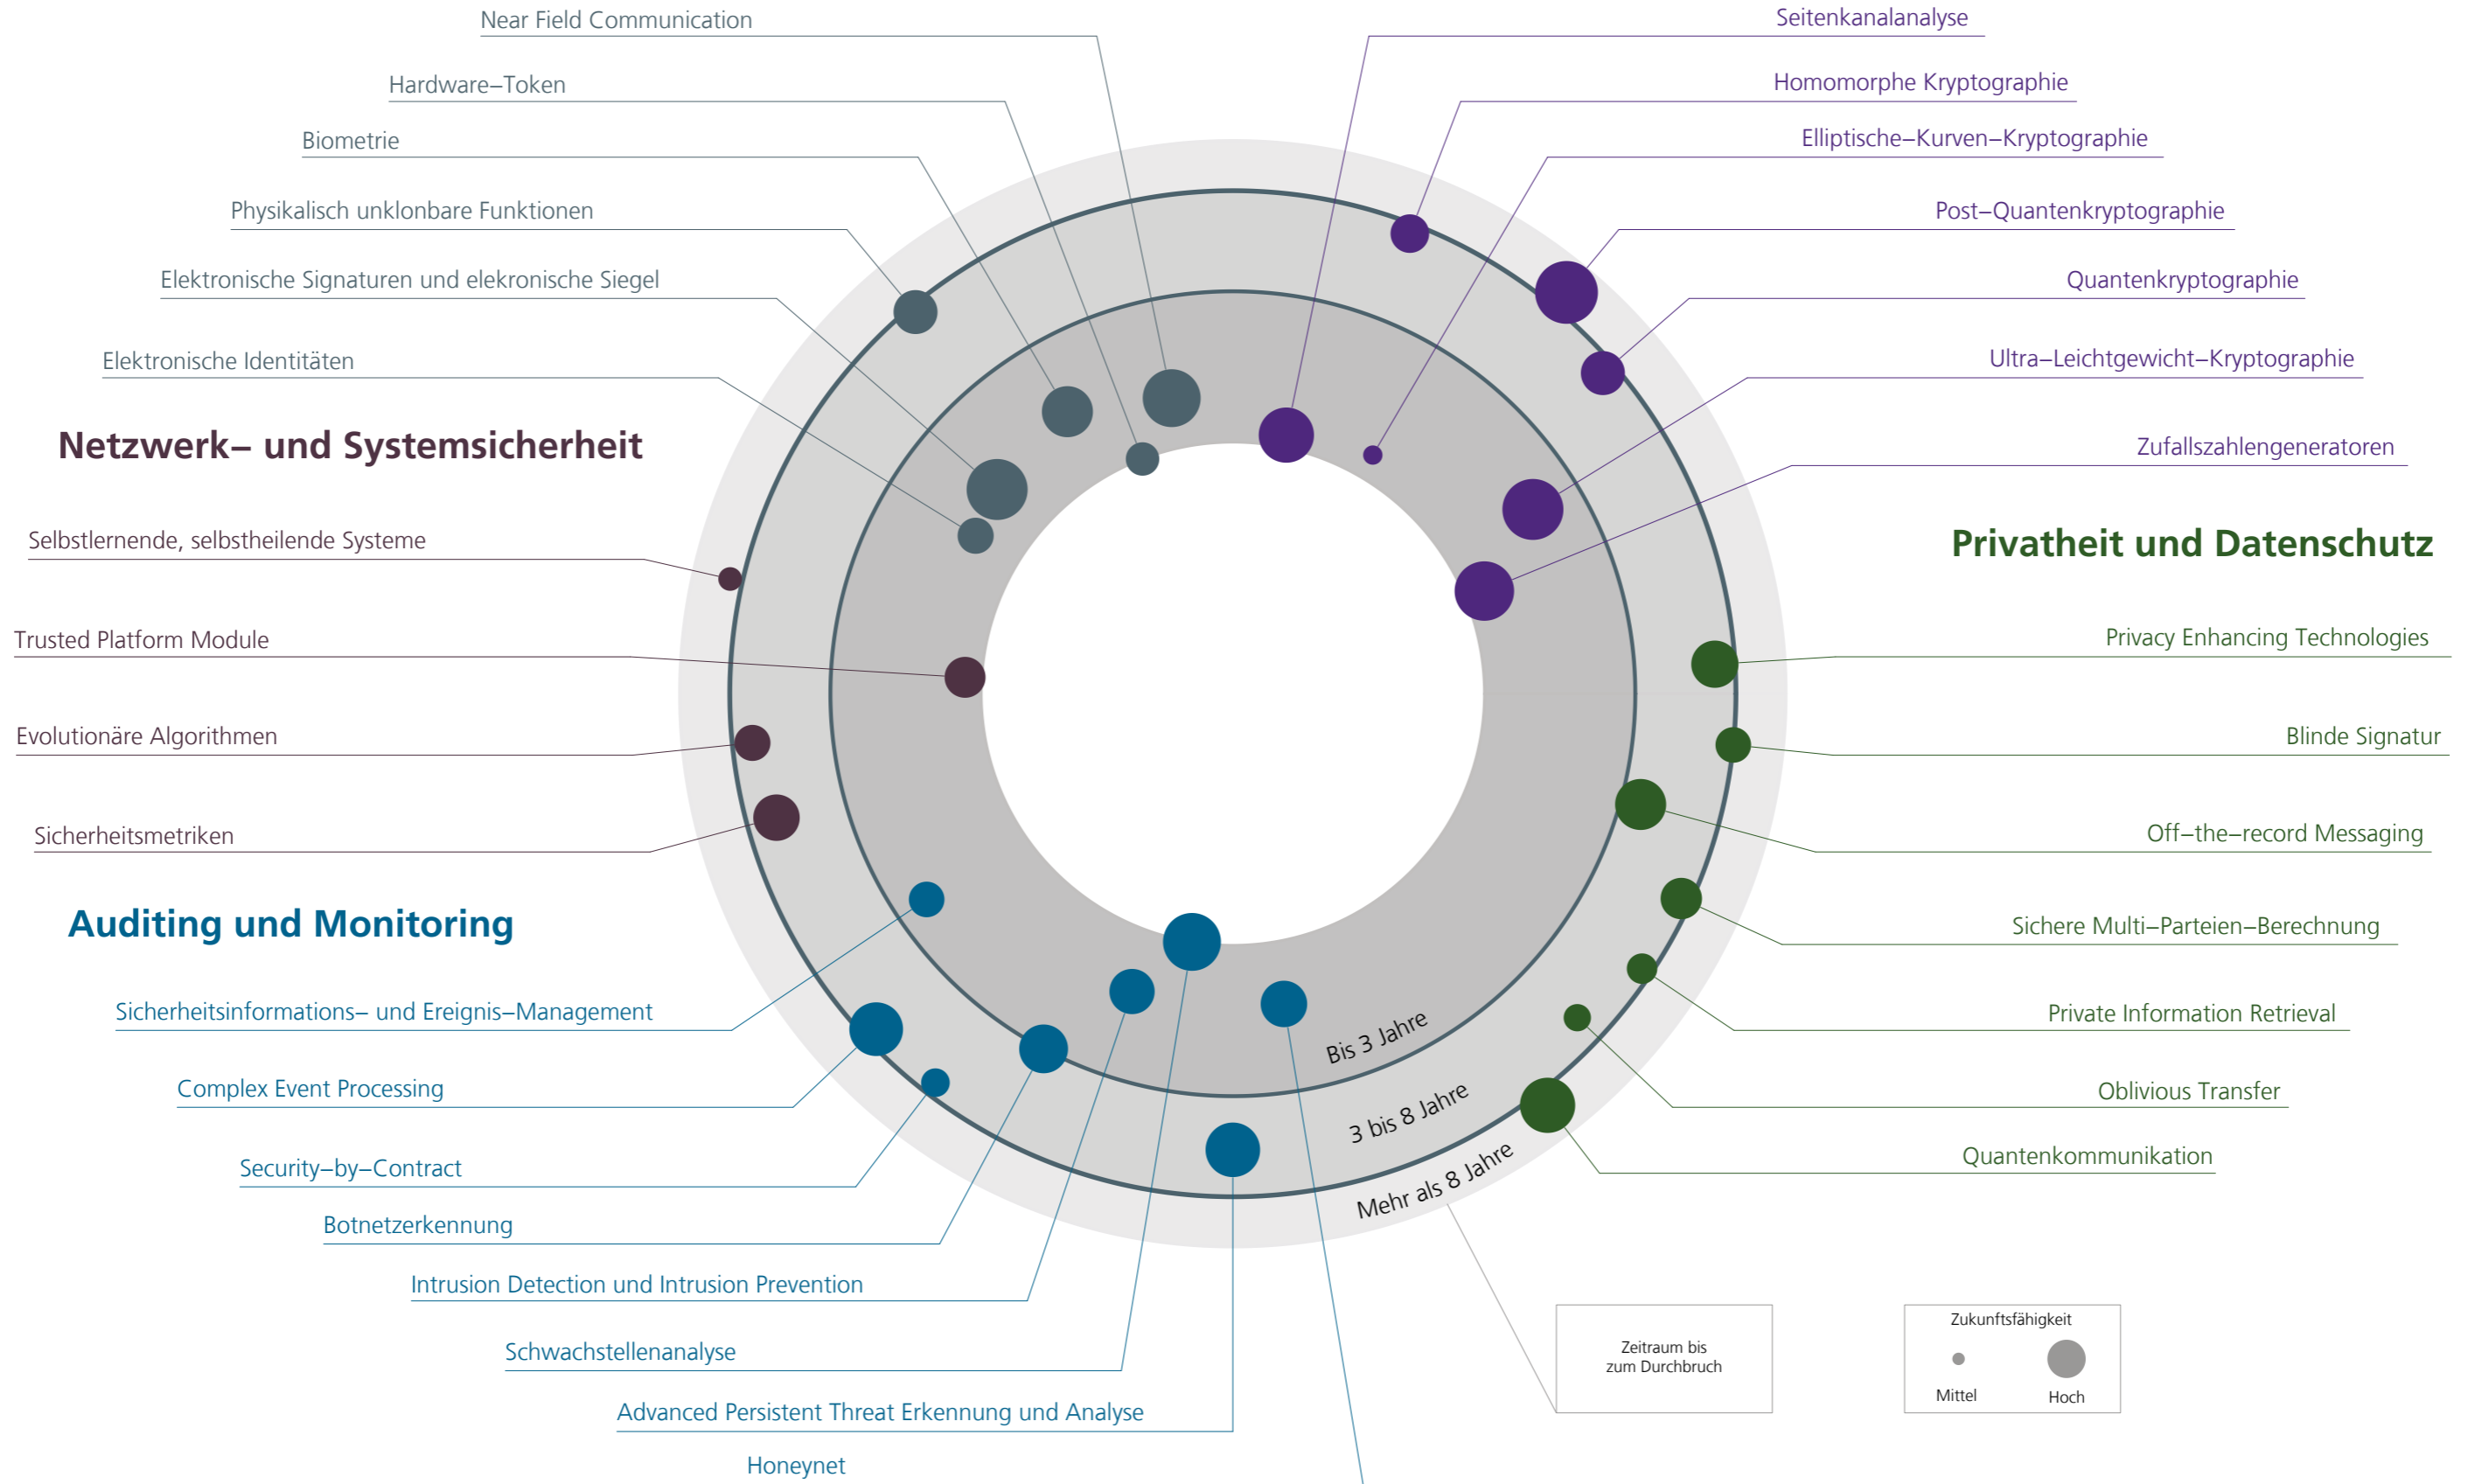 Near Field Communication
Hardware–Token
Biometrie
Physikalisch unklonbare Funktionen
Elektronische Signaturen und elekronische Siegel
Elektronische Identitäten
Netzwerk– und Systemsicherheit
Selbstlernende, selbstheilende Systeme
Trusted Platform Module
Evolutionäre Algorithmen
Sicherheitsmetriken
Auditing und Monitoring
Sicherheitsinformations– und Ereignis–Management
Complex Event Processing
Security–by–Contract
Botnetzerkennung
Intrusion Detection und Intrusion Prevention
Schwachstellenanalyse
Advanced Persistent Threat Erkennung und Analyse
Honeynet
Seitenkanalanalyse
Homomorphe Kryptographie
Elliptische–Kurven–Kryptographie
Post–Quantenkryptographie
Quantenkryptographie
Ultra–Leichtgewicht–Kryptographie
Zufallszahlengeneratoren
Privatheit und Datenschutz
Privacy Enhancing Technologies
Blinde Signatur
Off–the–record Messaging
Sichere Multi–Parteien–Berechnung
Private Information Retrieval
Oblivious Transfer
Quantenkommunikation
Bis 3 Jahre
3 bis 8 Jahre
Mehr als 8 Jahre
Zeitraum bis
zum Durchbruch
Zukunftsfähigkeit
Mittel
Hoch